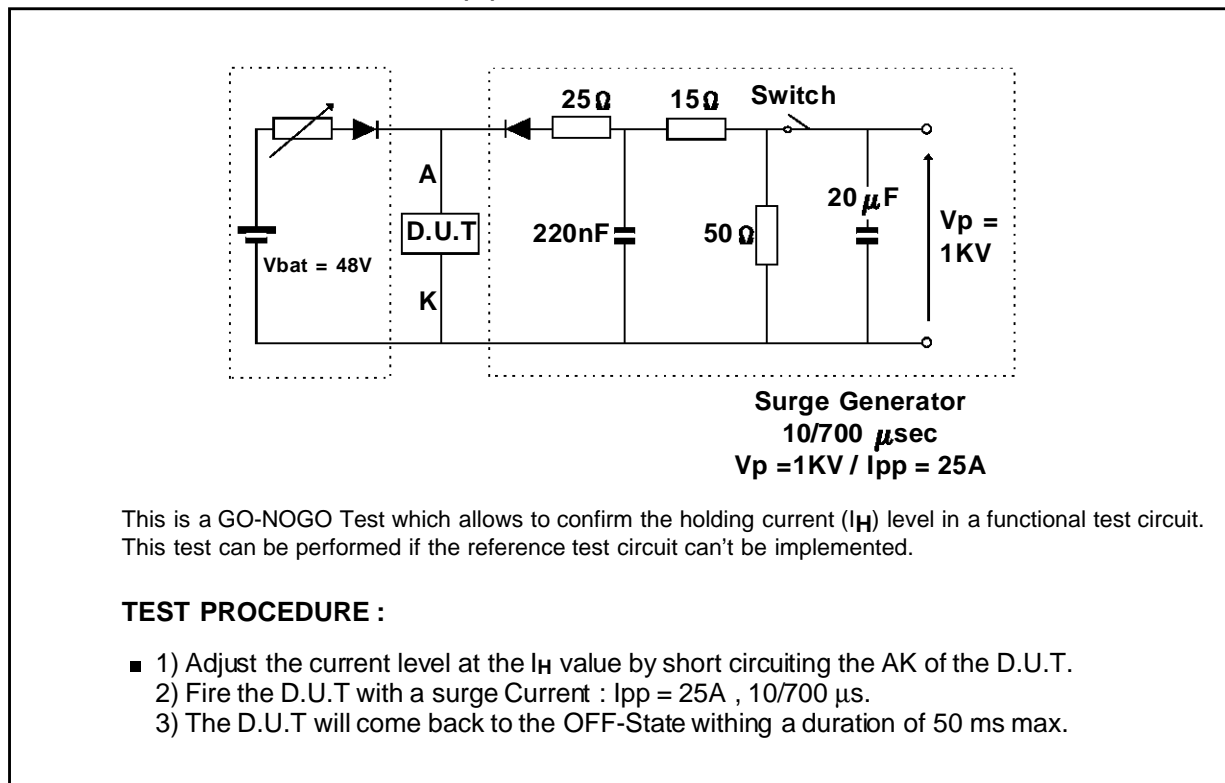 25Ω 15Ω Switch
A
D.U.T
K
Vbat = 48V
220nF
50 Ω
20 μF
Vp =
1KV
Surge Generator
10/700 μsec
Vp =1KV / Ipp = 25A
This is a GO-NOGO Test which allows to confirm the holding current (IH) level in a functional test circuit.
This test can be performed if the reference test circuit can't be implemented.
TEST PROCEDURE :
■ 1) Adjust the current level at the IH value by short circuiting the AK of the D.U.T.
2) Fire the D.U.T with a surge Current : Ipp = 25A , 10/700 μs.
3) The D.U.T will come back to the OFF-State withing a duration of 50 ms max.